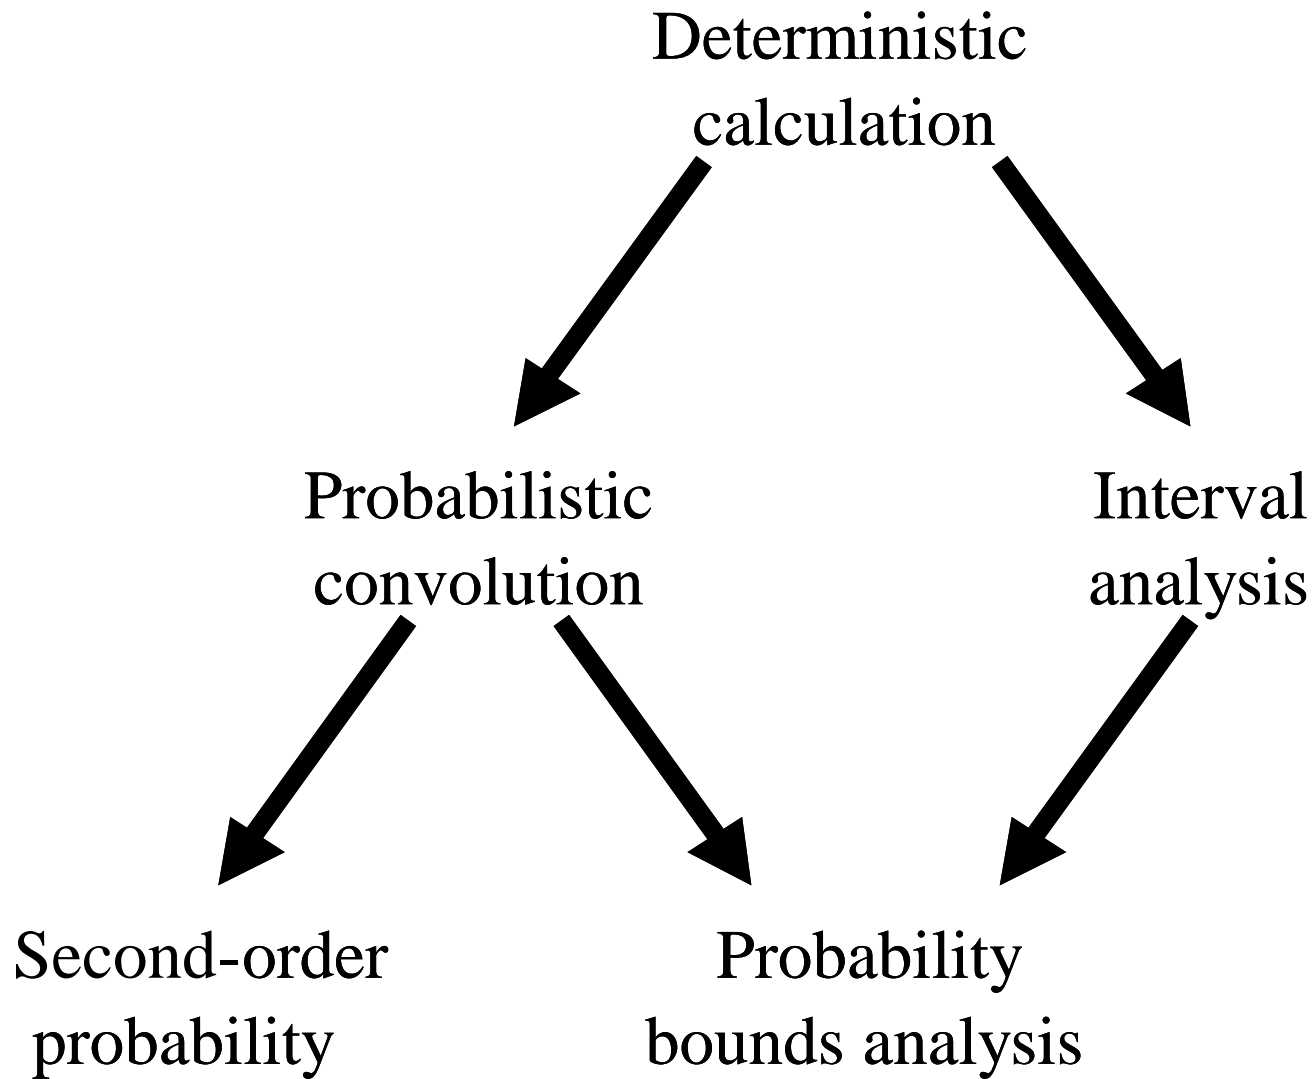 Deterministic
calculation
Probabilistic
convolution
Interval
analysis
Second-order
probability
Probability
bounds analysis